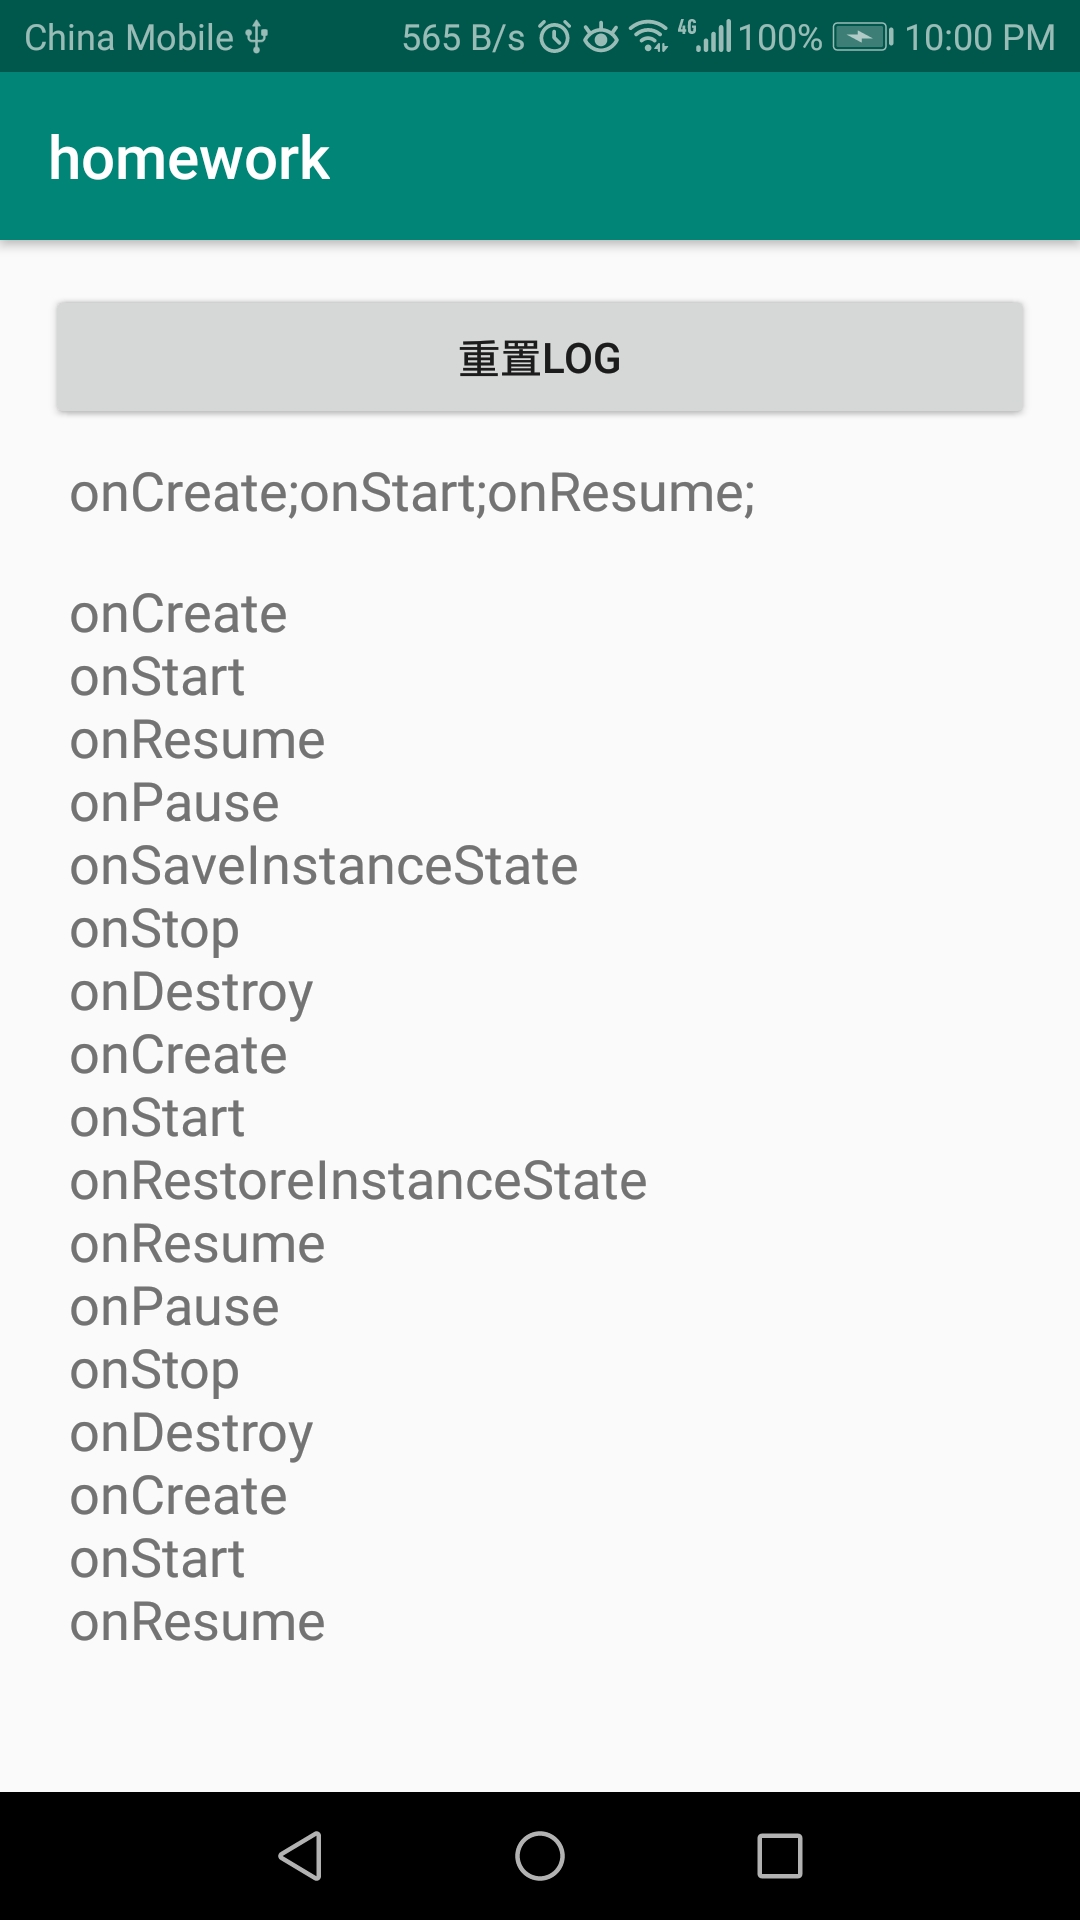 China Mobile 565 B/s 4G 100% 10:00 PM
homework
重置LOG
onCreate;onStart;onResume;
onCreate
onStart
onResume
onPause
onSaveInstanceState
onStop
onDestroy
onCreate
onStart
onRestoreInstanceState
onResume
onPause
onStop
onDestroy
onCreate
onStart
onResume